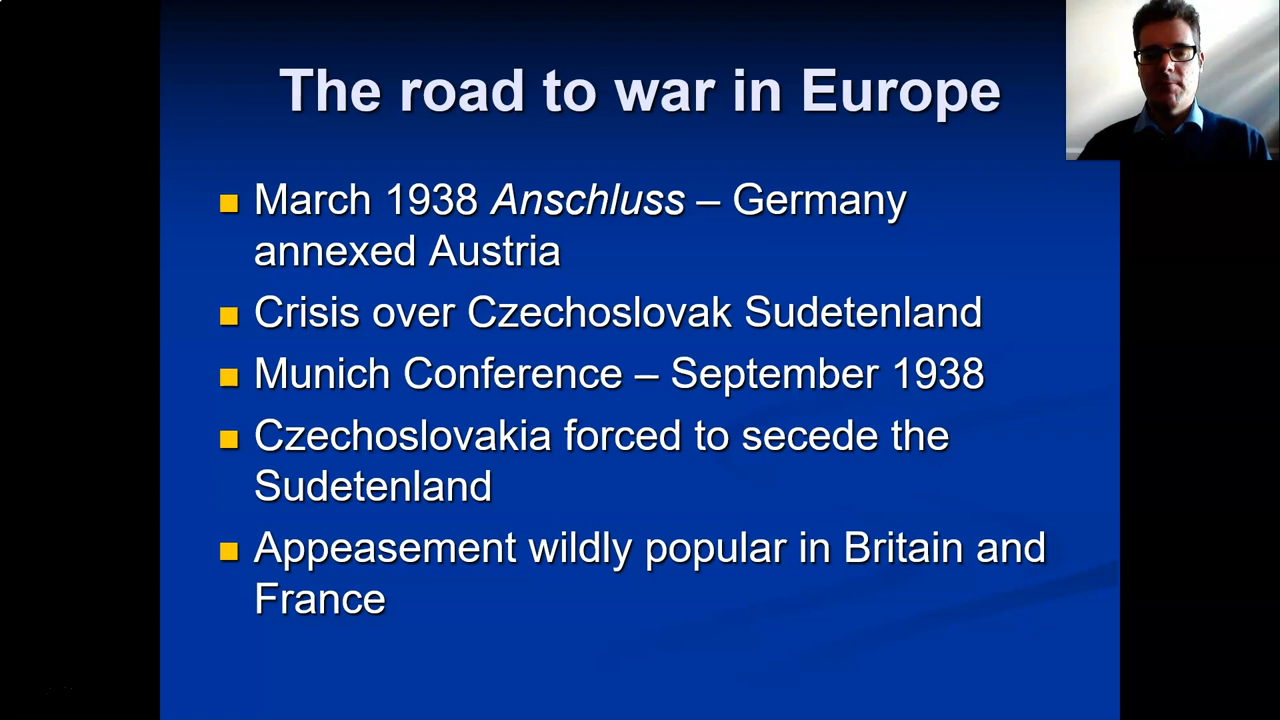 The road to war in Europe
March 1938 Anschluss – Germany
annexed Austria
Crisis over Czechoslovak Sudetenland
Munich Conference – September 1938
Czechoslovakia forced to secede the
Sudetenland
Appeasement wildly popular in Britain and
France